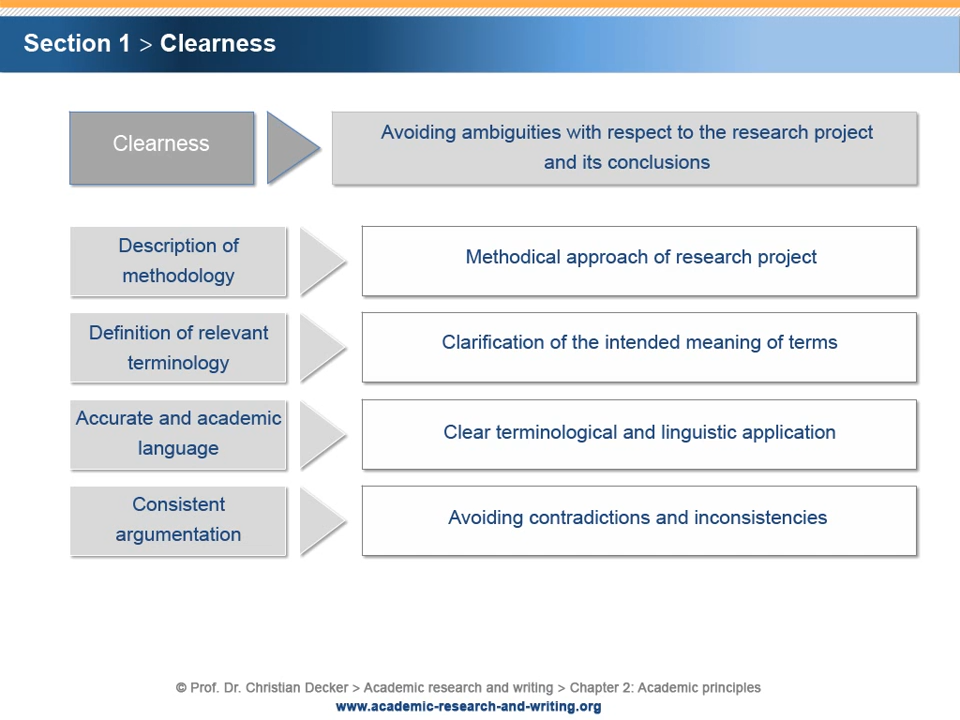 Section 1 > Clearness
Clearness
Avoiding ambiguities with respect to the research project
and its conclusions
Description of
methodology
Methodical approach of research project
Definition of relevant
terminology
Clarification of the intended meaning of terms
Accurate and academic
language
Clear terminological and linguistic application
Consistent
argumentation
Avoiding contradictions and inconsistencies
© Prof. Dr. Christian Decker > Academic research and writing > Chapter 2: Academic principles
www.academic-research-and-writing.org